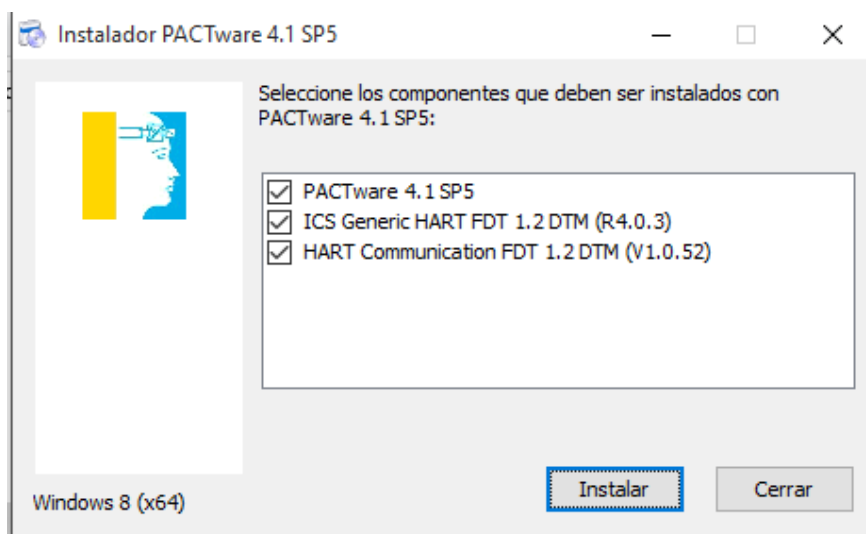 Instalador PACTware 4.1 SP5
Seleccione los componentes que deben ser instalados con
PACTware 4.1 SP5:
PACTware 4.1 SP5
ICS Generic HART FDT 1.2 DTM (R4.0.3)
HART Communication FDT 1.2 DTM (V1.0.52)
Windows 8 (x64)
Instalar
Cerrar